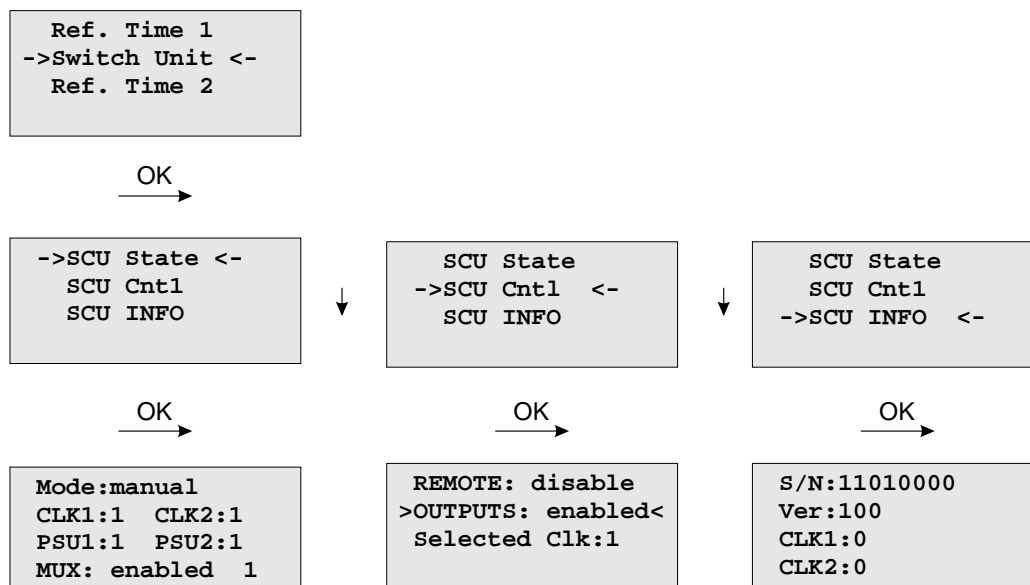 Ref. Time 1
->Switch Unit <-
Ref. Time 2
OK
->SCU State <-
SCU Cnt1
SCU INFO
SCU State
->SCU Cntl <-
SCU INFO
SCU State
SCU Cnt1
->SCU INFO <-
OK
OK
OK
Mode:manual
CLK1:1 CLK2:1
PSU1:1 PSU2:1
MUX: enabled 1
REMOTE: disable
>OUTPUTS: enabled<
Selected Clk:1
S/N:11010000
Ver:100
CLK1:0
CLK2:0